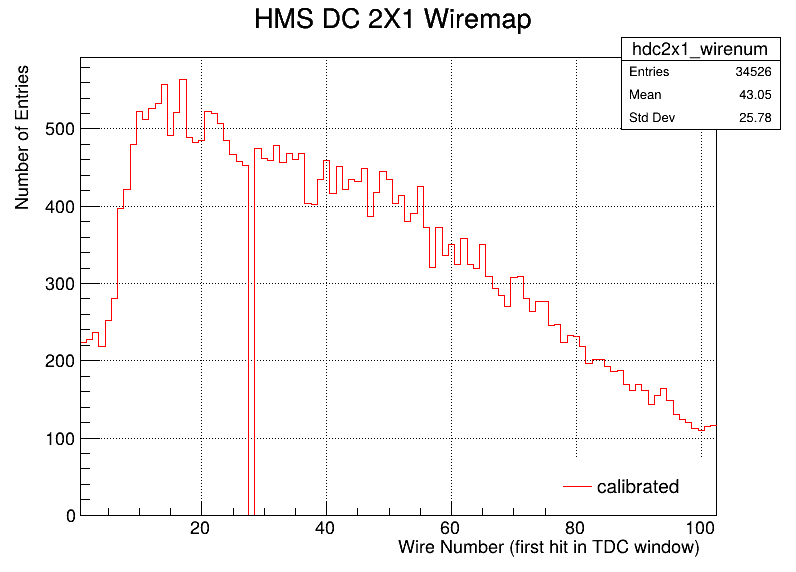 HMS DC 2X1 Wiremap
hdc2x1_wirenum
Entries 34526
Mean 43.05
Std Dev 25.78
Number of Entries
500
400
300
200
100
0
20 40 60 80 100
calibrated
Wire Number (first hit in TDC window)